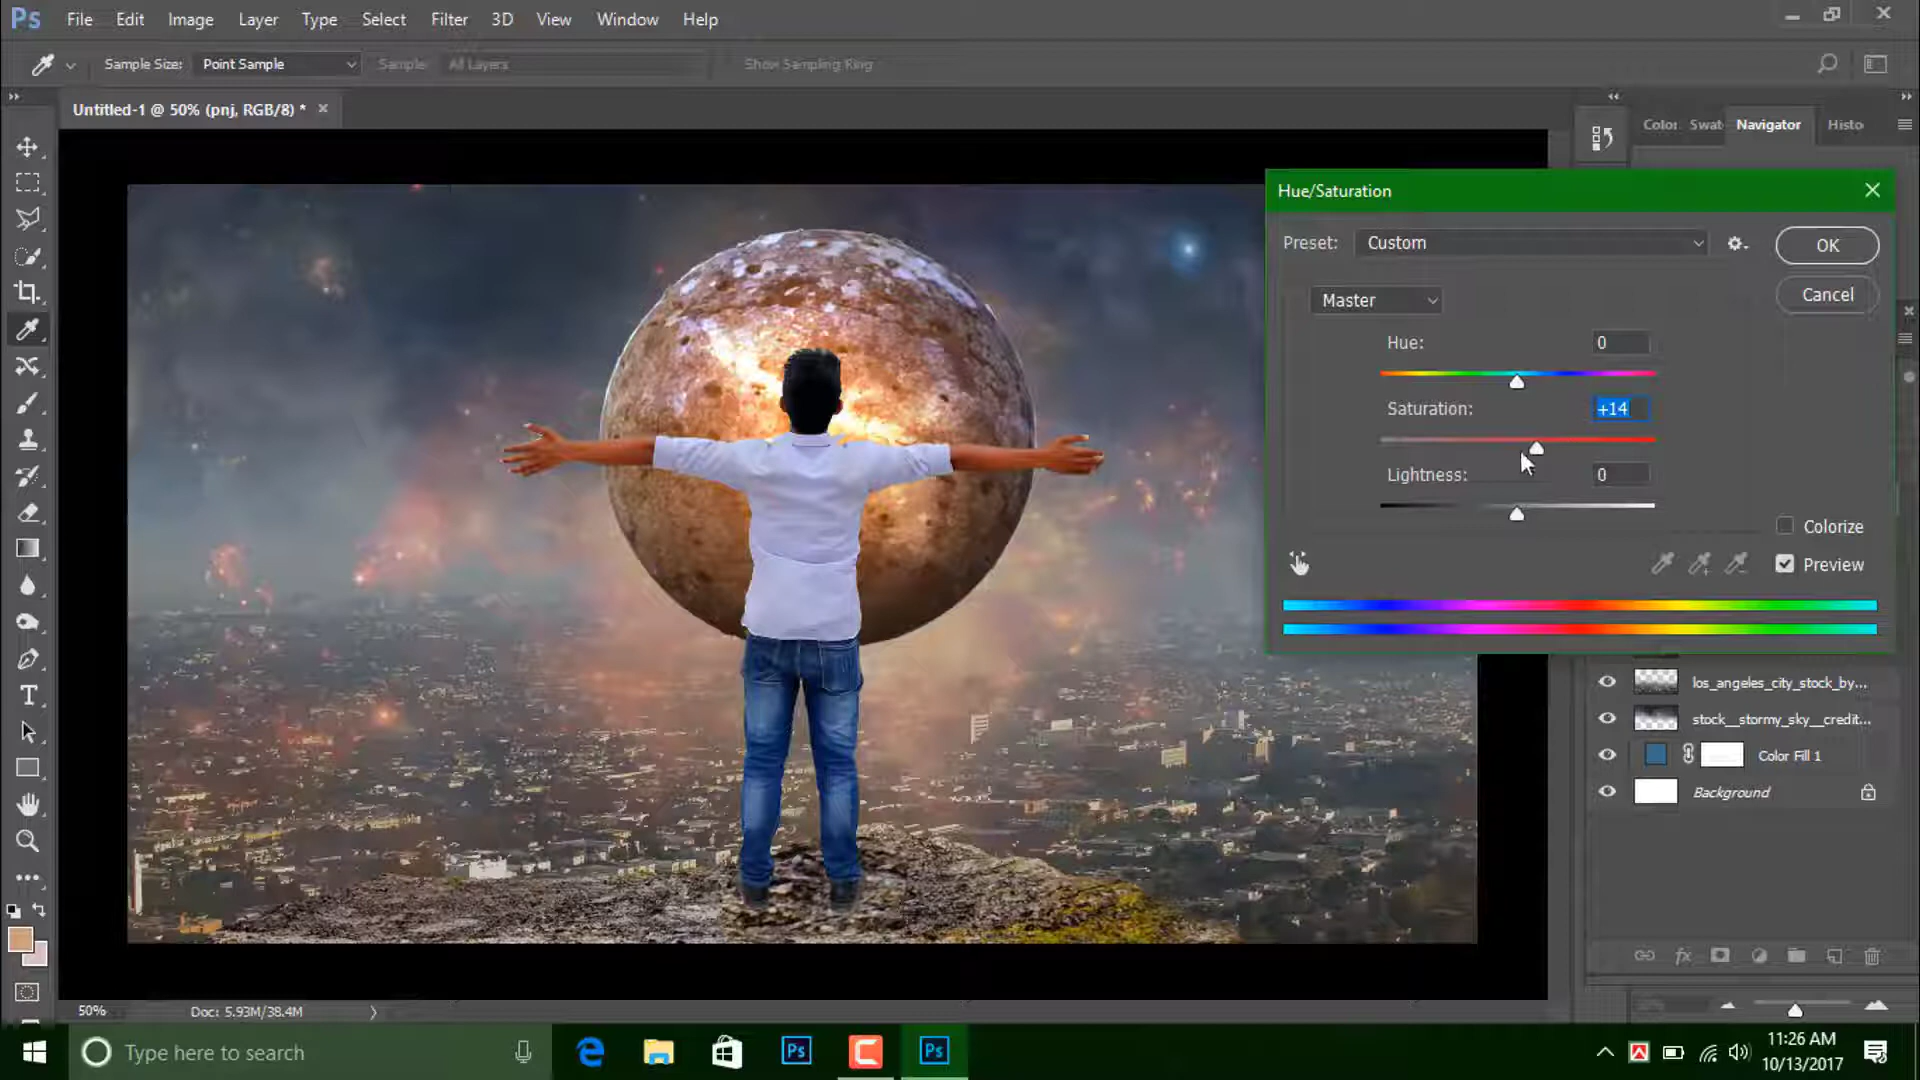 Ps File Edit Image Layer Type Select Filter 3D View Window Help
Sample Size: Point Sample Sample: All Layers Show Sampling Ring
Untitled-1 @ 50% (pnj, RGB/8) *
Color Swat Navigator Histo
Hue/Saturation
Preset: Custom
OK
Master
Cancel
Hue: 0
Saturation: +14
Lightness: 0
Colorize
Preview
los_angeles_city_stock_by...
stock__stormy_sky__credit...
Color Fill 1
Background
fx
50% Doc: 5.93M/38.4M
Type here to search
Ps
Ps
11:26 AM
10/13/2017